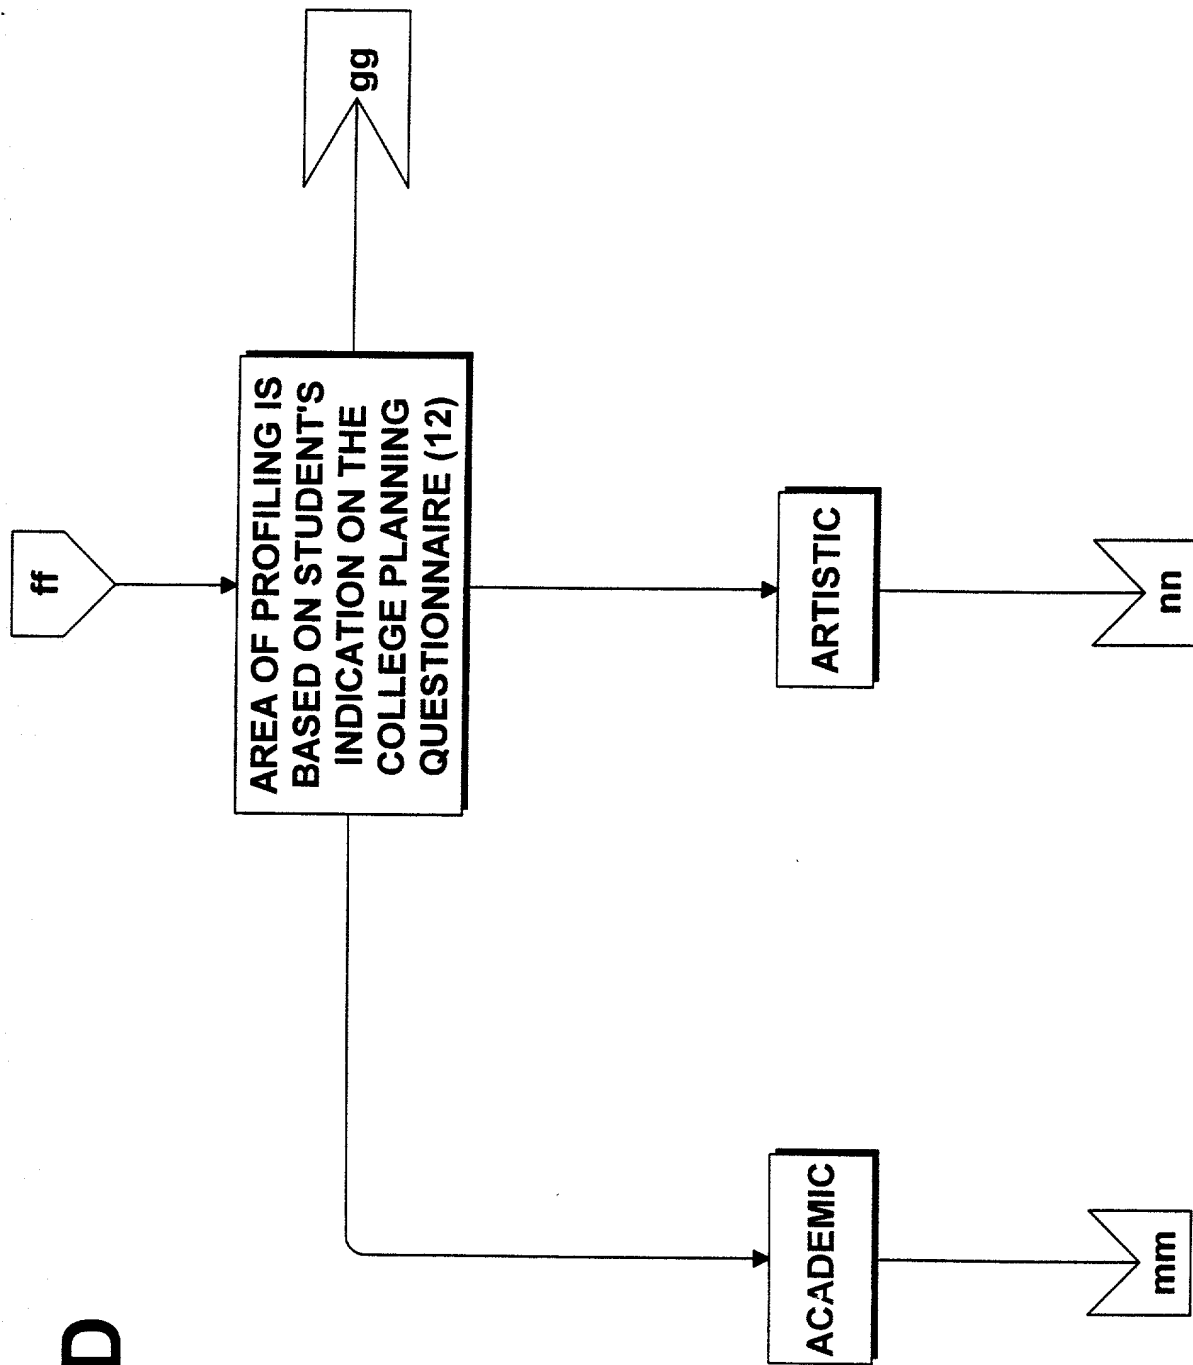 D
ff
AREA OF PROFILING IS
BASED ON STUDENT'S
INDICATION ON THE
COLLEGE PLANNING
QUESTIONNAIRE (12)
gg
ACADEMIC
ARTISTIC
mm
nn